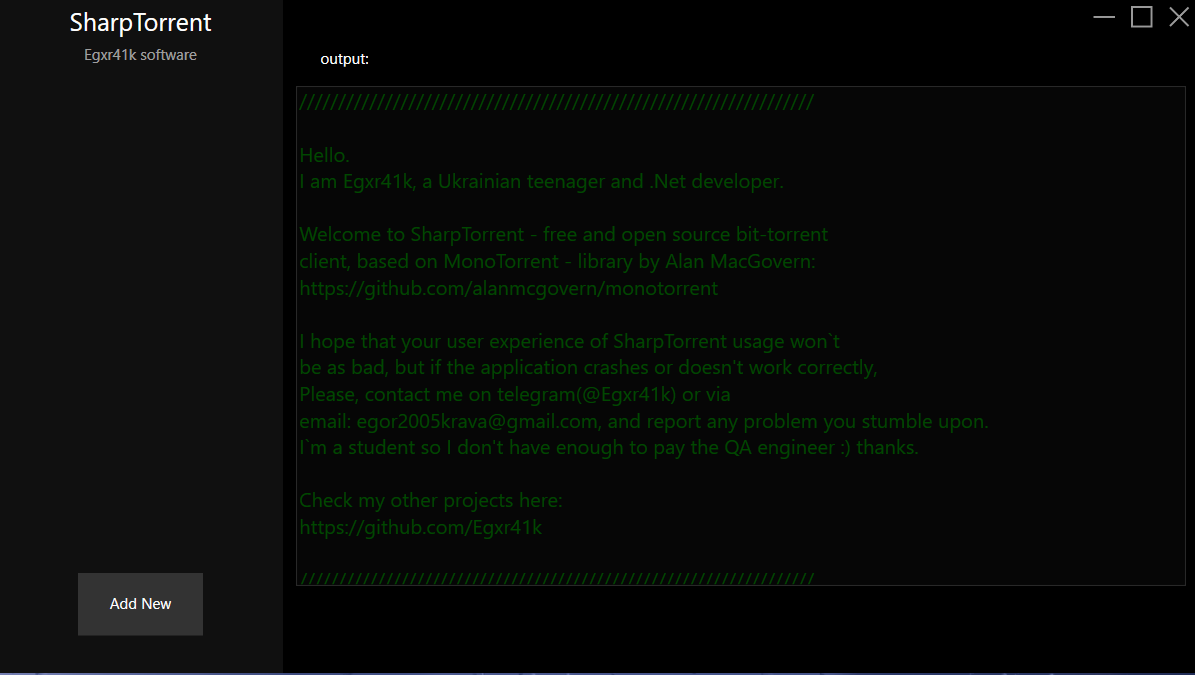 SharpTorrent
Egxr41k software
output:
//////////////////////////////////////////////////////////////////
Hello.
I am Egxr41k, a Ukrainian teenager and .Net developer.
Welcome to SharpTorrent - free and open source bit-torrent
client, based on MonoTorrent - library by Alan MacGovern:
https://github.com/alanmcgovern/monotorrent
I hope that your user experience of SharpTorrent usage won`t
be as bad, but if the application crashes or doesn't work correctly,
Please, contact me on telegram(@Egxr41k) or via
email: egor2005krava@gmail.com, and report any problem you stumble upon.
I`m a student so I don't have enough to pay the QA engineer :) thanks.
Check my other projects here:
https://github.com/Egxr41k
//////////////////////////////////////////////////////////////////
Add New